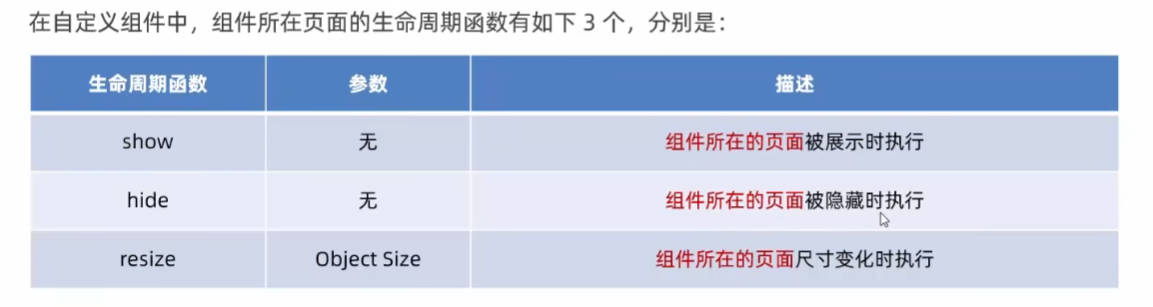 在自定义组件中，组件所在页面的生命周期函数有如下 3 个，分别是：
生命周期函数 参数 描述
show 无 组件所在的页面被展示时执行
hide 无 组件所在的页面被隐藏时执行
resize Object Size 组件所在的页面尺寸变化时执行